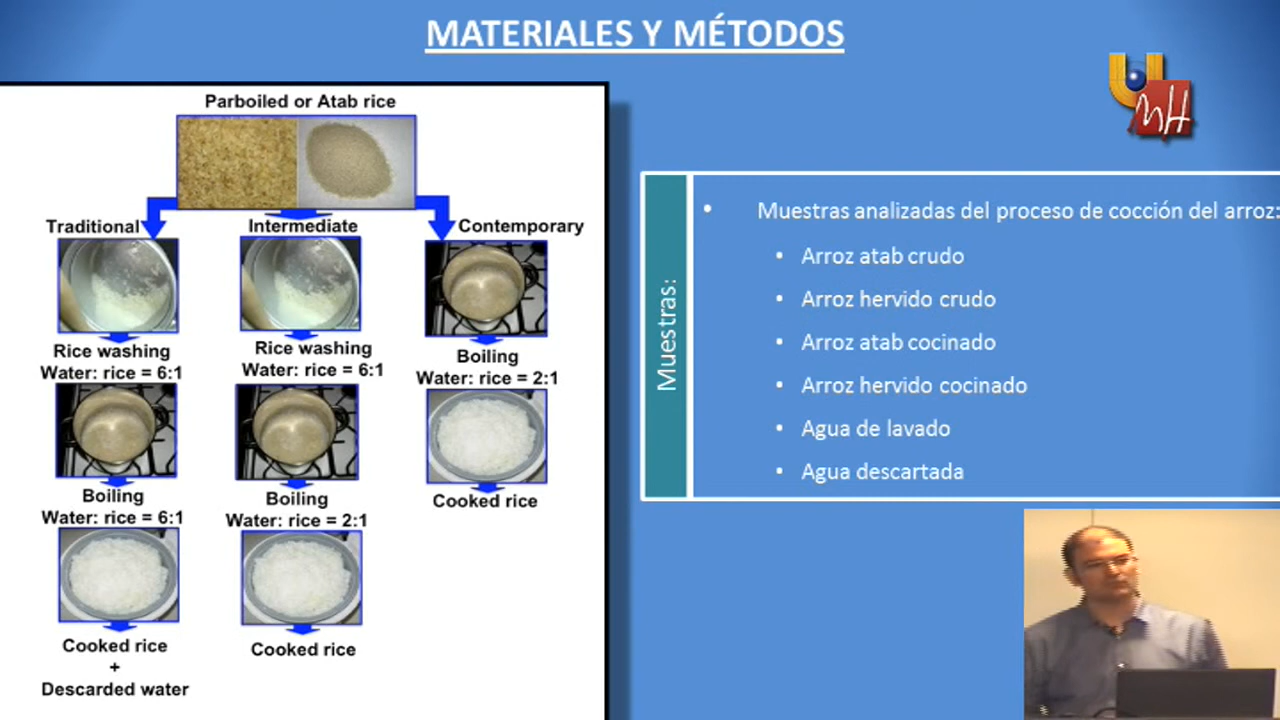 MATERIALES Y MÉTODOS
UMH
Parboiled or Atab rice
Traditional
Intermediate
Contemporary
Rice washing
Water: rice = 6:1
Rice washing
Water: rice = 6:1
Boiling
Water: rice = 2:1
Boiling
Water: rice = 6:1
Boiling
Water: rice = 2:1
Cooked rice
Cooked rice
+
Descarded water
Cooked rice
Muestras:
• Muestras analizadas del proceso de cocción del arroz:
• Arroz atab crudo
• Arroz hervido crudo
• Arroz atab cocinado
• Arroz hervido cocinado
• Agua de lavado
• Agua descartada